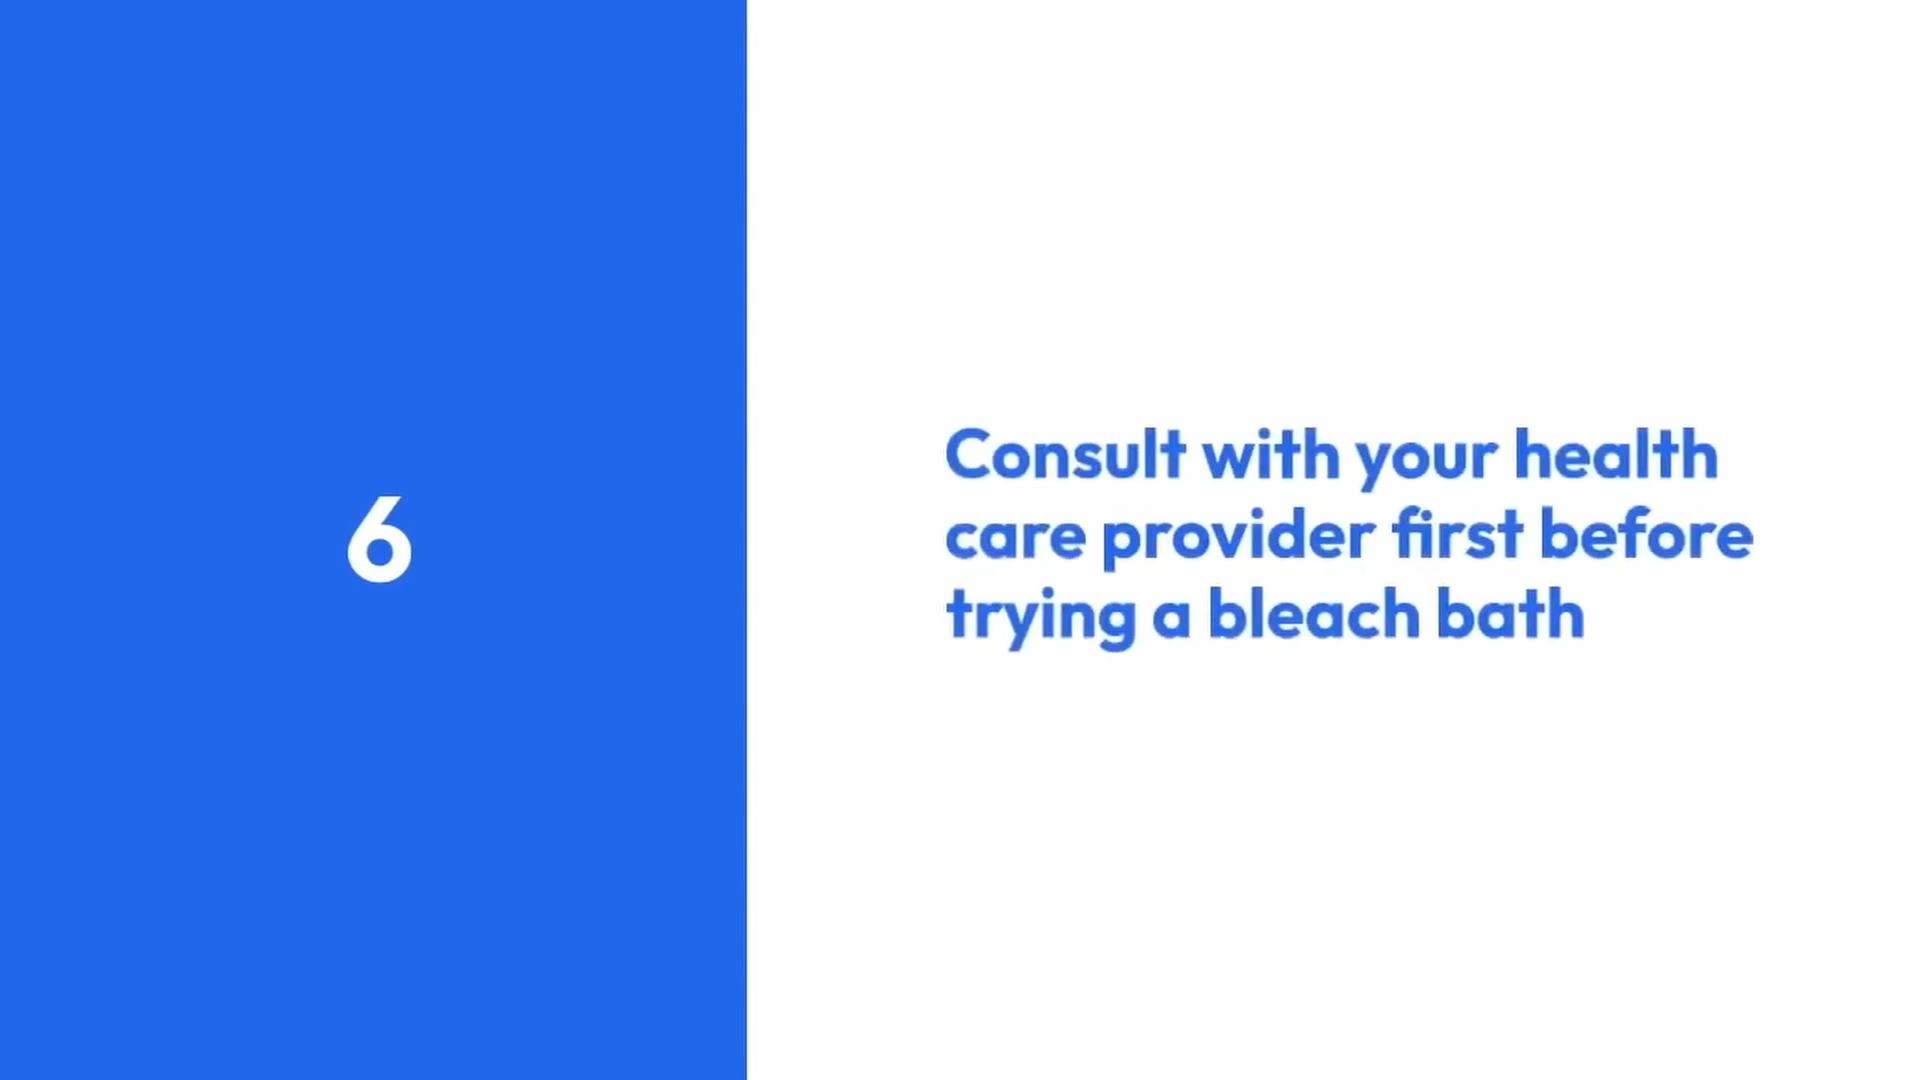 6
Consult with your health
care provider first before
trying a bleach bath